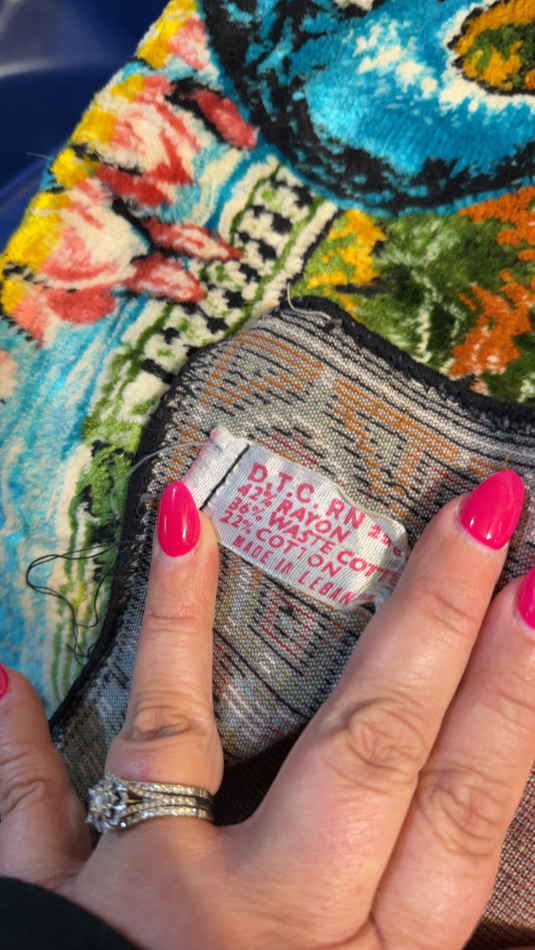 D.T.C. RN
42% RAYON
36% WASTE COTT
22% COTTON
MADE IN LEBAN